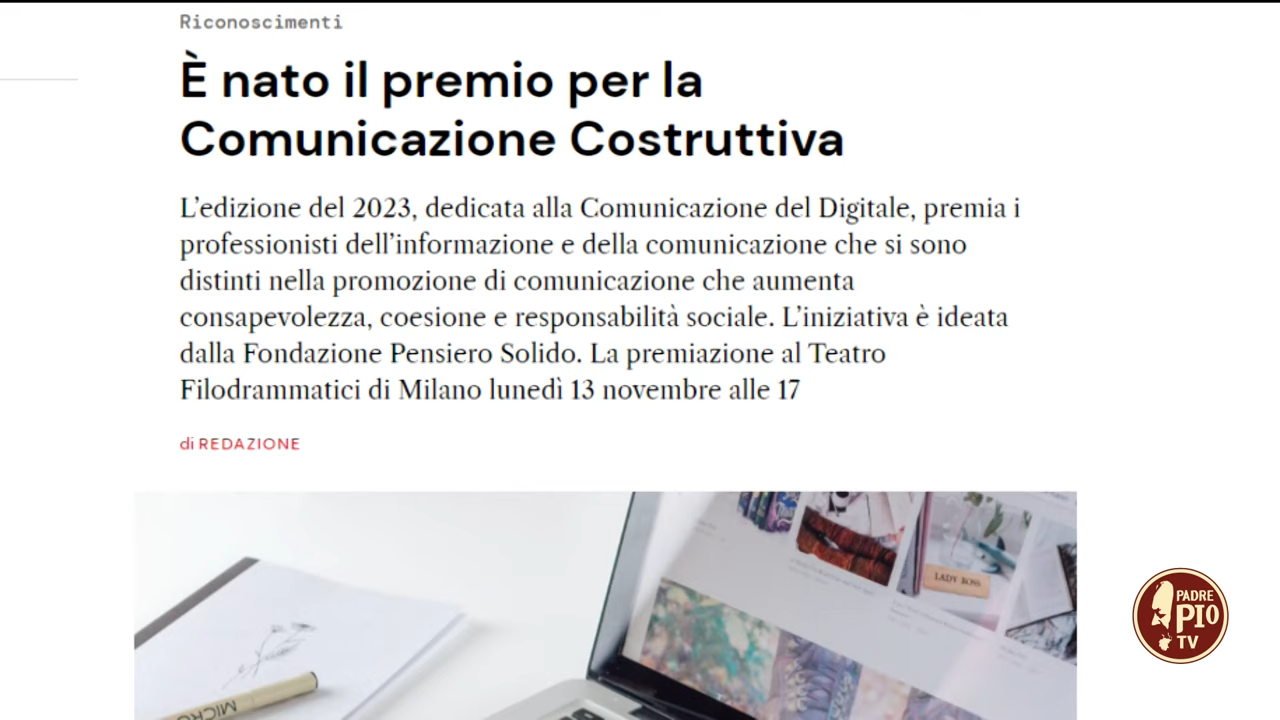 Riconoscimenti
È nato il premio per la
Comunicazione Costruttiva
L’edizione del 2023, dedicata alla Comunicazione del Digitale, premia i
professionisti dell’informazione e della comunicazione che si sono
distinti nella promozione di comunicazione che aumenta
consapevolezza, coesione e responsabilità sociale. L’iniziativa è ideata
dalla Fondazione Pensiero Solido. La premiazione al Teatro
Filodrammatici di Milano lunedì 13 novembre alle 17
di REDAZIONE
LADY BOSS
PADRE
PIO
TV
MICRO